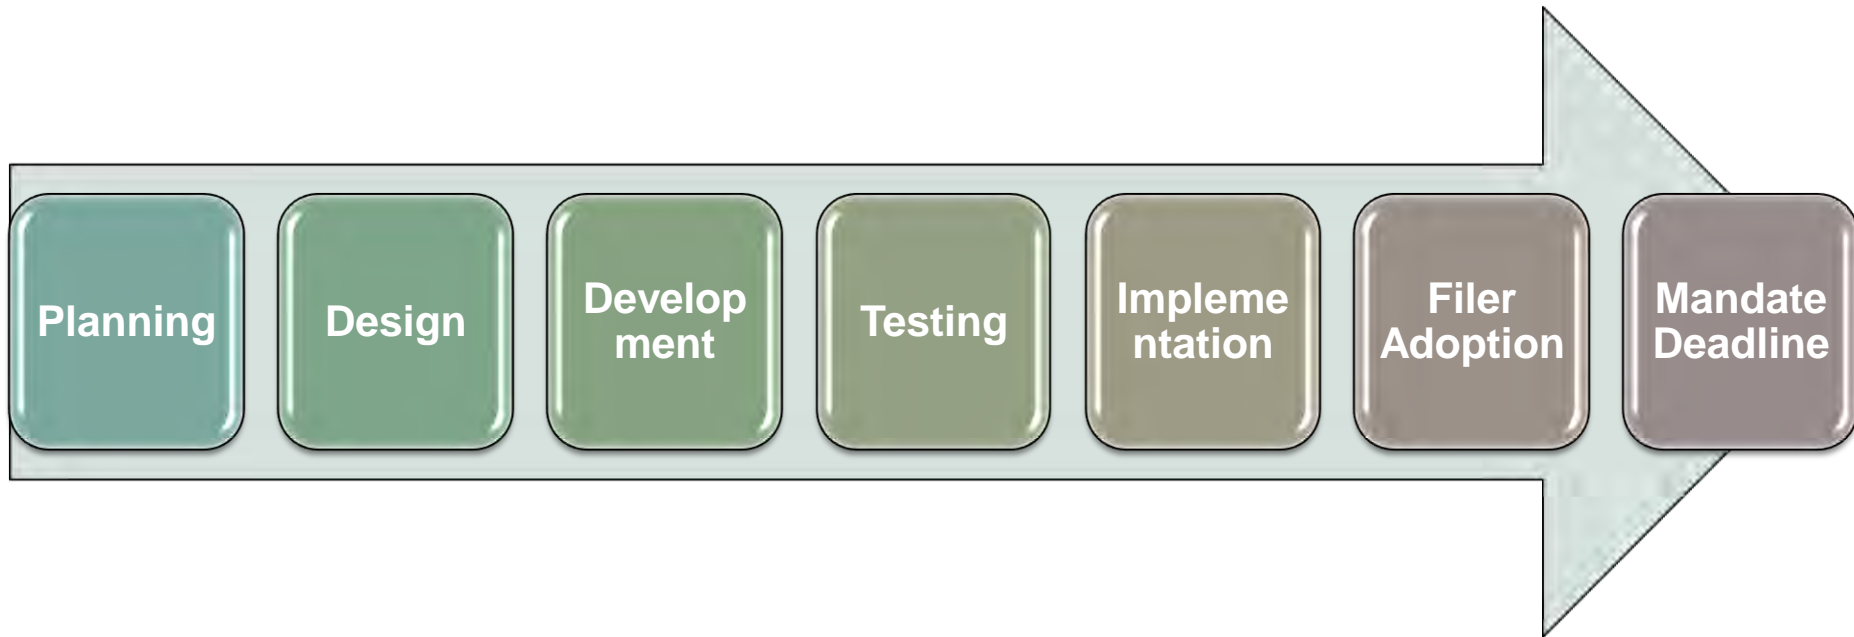 Planning
Design
Develop
ment
Testing
Impleme
ntation
Filer
Adoption
Mandate
Deadline